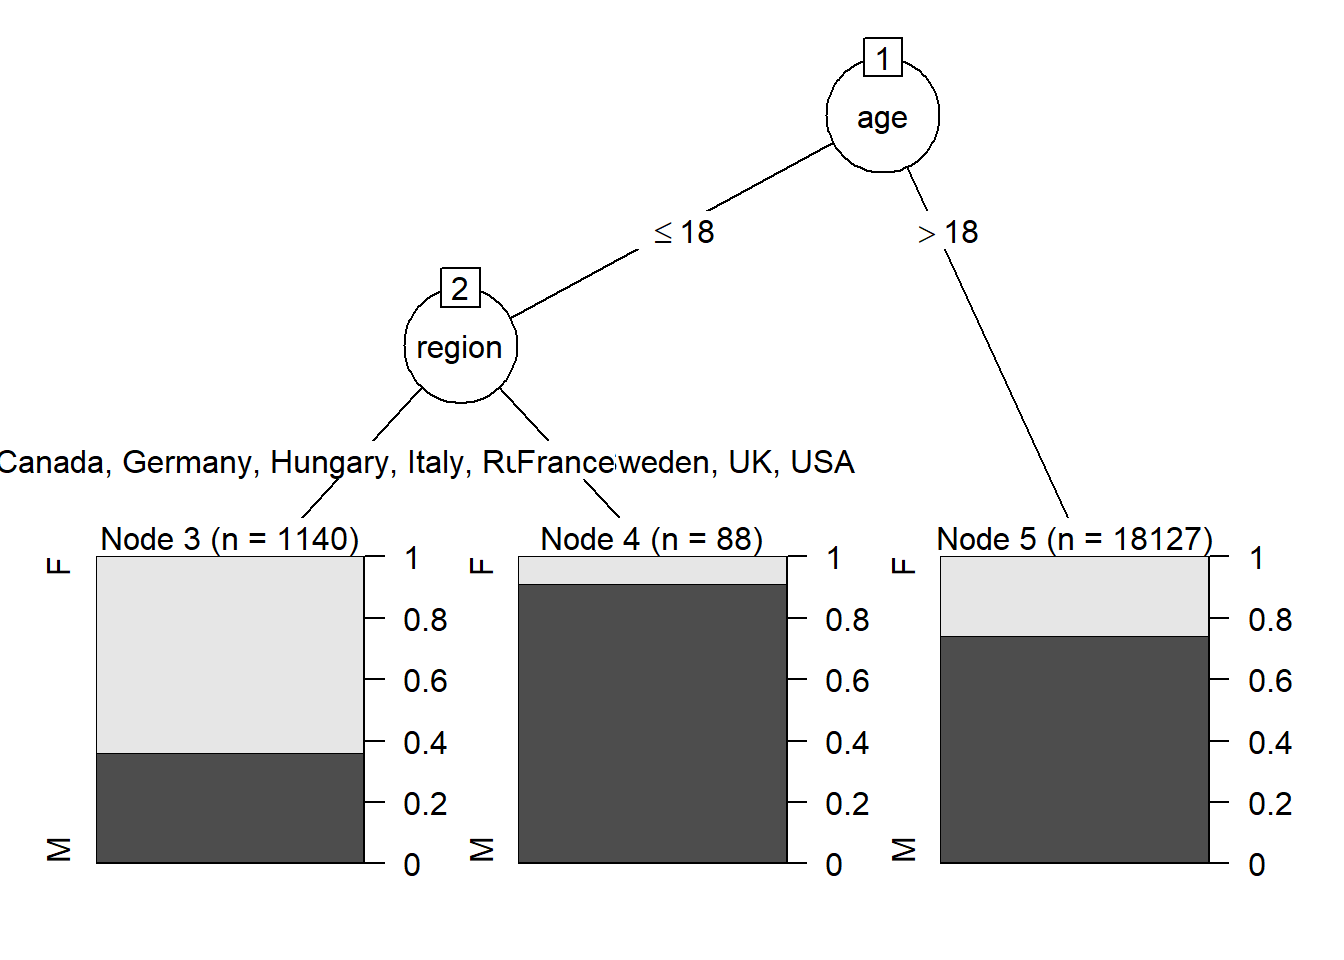 1
age
≤ 18
> 18
2
region
Canada, Germany, Hungary, Italy,
France
weden, UK, USA
Node 3 (n = 1140)
Node 4 (n = 88)
Node 5 (n = 18127)
F
M
1
0.8
0.6
0.4
0.2
0
F
M
1
0.8
0.6
0.4
0.2
0
F
M
1
0.8
0.6
0.4
0.2
0